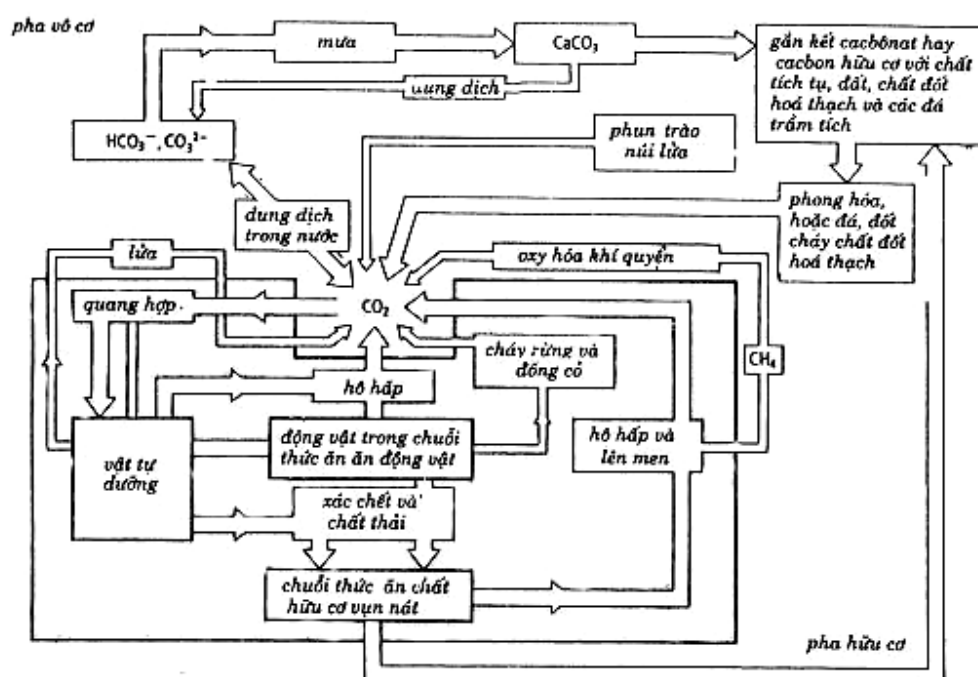 pha vô cơ
mưa
CaCO₃
gắn kết cacbônat hay
cacbon hữu cơ với chất
tích tụ, đất, chất đốt
hoá thạch và các đá
trầm tích
dịch
HCO₃⁻, CO₃²⁻
phun trào
núi lửa
dung dịch
trong nước
phong hóa,
hoặc đá, đốt
cháy chất đốt
hoá thạch
lửa
oxy hóa khí quyển
quang hợp
CO₂
cháy rừng và
đồng cỏ
CH₄
hô hấp
vật tự
dưỡng
động vật trong chuỗi
thức ăn ăn động vật
hô hấp và
lên men
xác chết và
chất thải
chuỗi thức ăn chất
hữu cơ vụn nát
pha hữu cơ